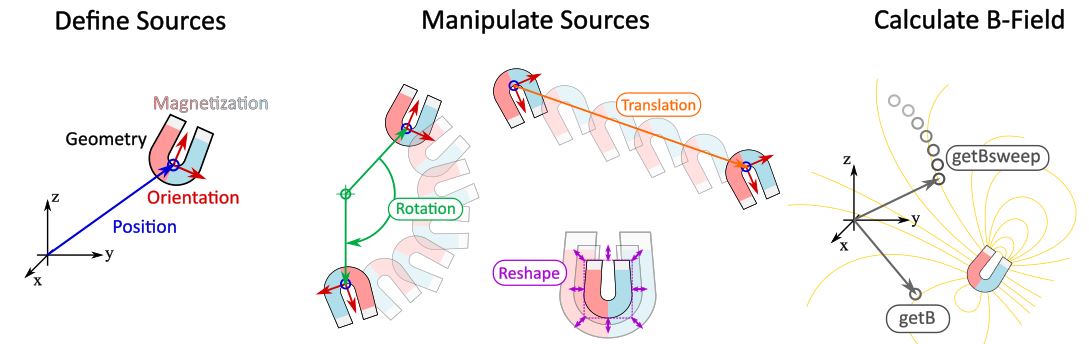 Define Sources
Magnetization
Geometry
Orientation
Position
z
y
x
Manipulate Sources
Rotation
Translation
Reshape
Calculate B-Field
getBsweep
z
y
x
getB